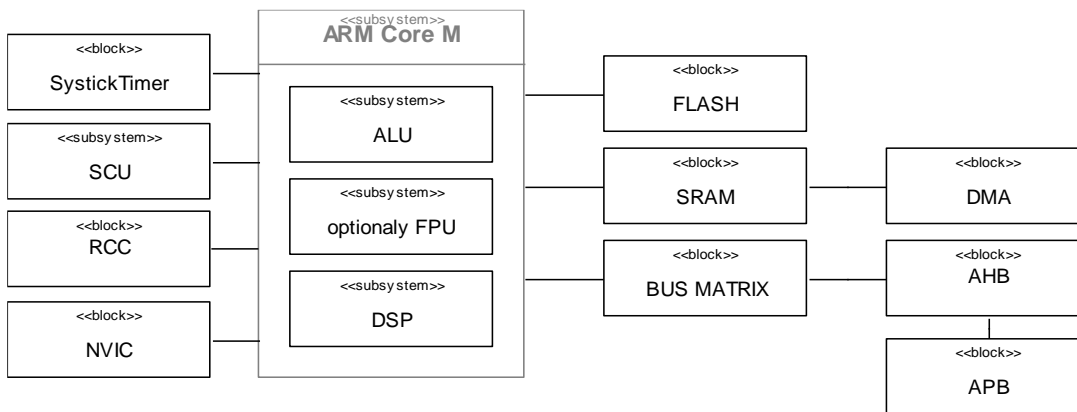 <<subsystem>>
ARM Core M
<<block>>
SystickTimer
<<subsystem>>
SCU
<<block>>
RCC
<<block>>
NVIC
<<subsystem>>
ALU
<<subsystem>>
optionaly FPU
<<subsystem>>
DSP
<<block>>
FLASH
<<block>>
SRAM
<<block>>
BUS MATRIX
<<block>>
DMA
<<block>>
AHB
<<block>>
APB